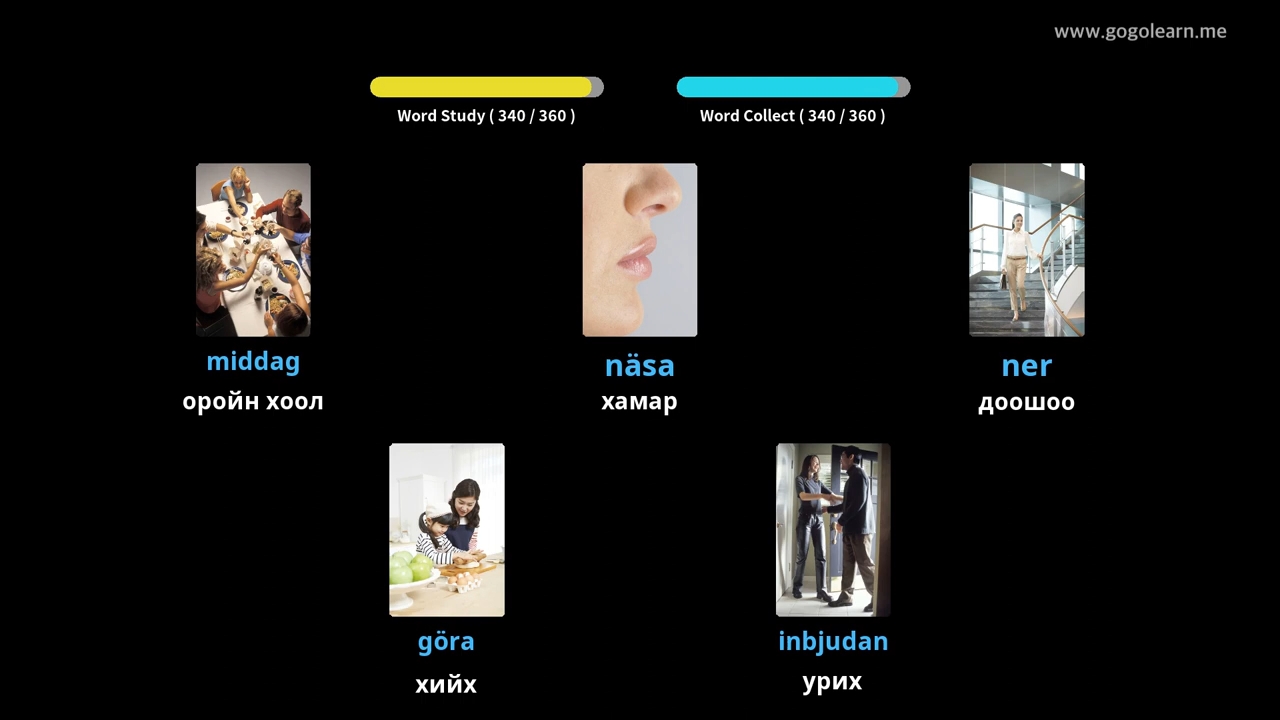 www.gogolearn.me
Word Study ( 340 / 360 )
Word Collect ( 340 / 360 )
middag
оройн хоол
näsa
хамар
ner
доошоо
göra
хийх
inbjudan
урих